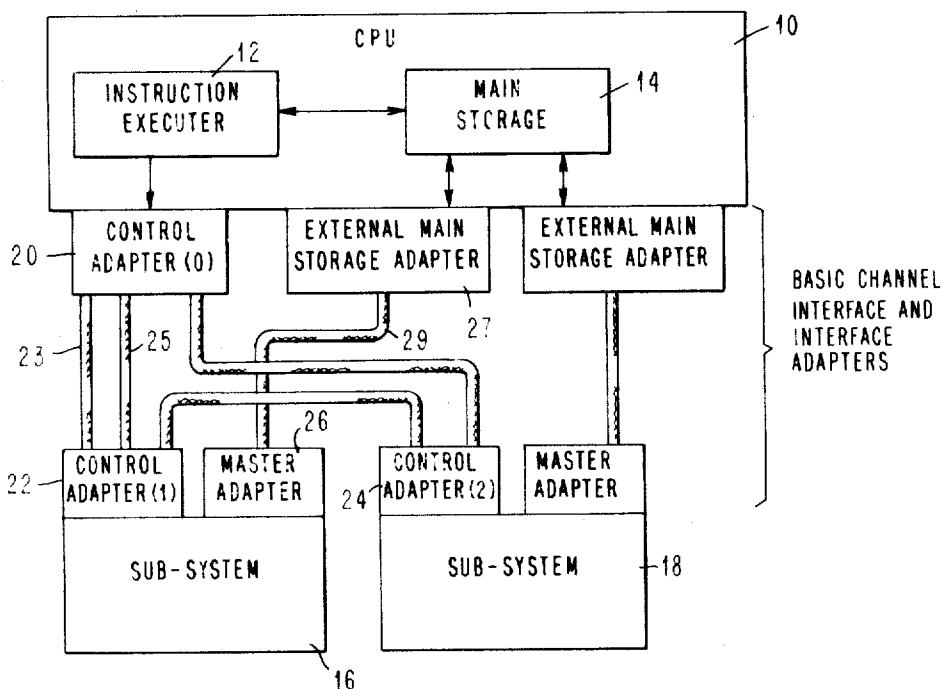 CPU
10
12
INSTRUCTION
EXECUTER
MAIN
STORAGE
14
20
CONTROL
ADAPTER (0)
EXTERNAL MAIN
STORAGE ADAPTER
EXTERNAL MAIN
STORAGE ADAPTER
BASIC CHANNEL
INTERFACE AND
INTERFACE
ADAPTERS
23
25
29
27
22
CONTROL
ADAPTER (1)
26
MASTER
ADAPTER
24
CONTROL
ADAPTER (2)
MASTER
ADAPTER
SUB-SYSTEM
16
SUB-SYSTEM
18